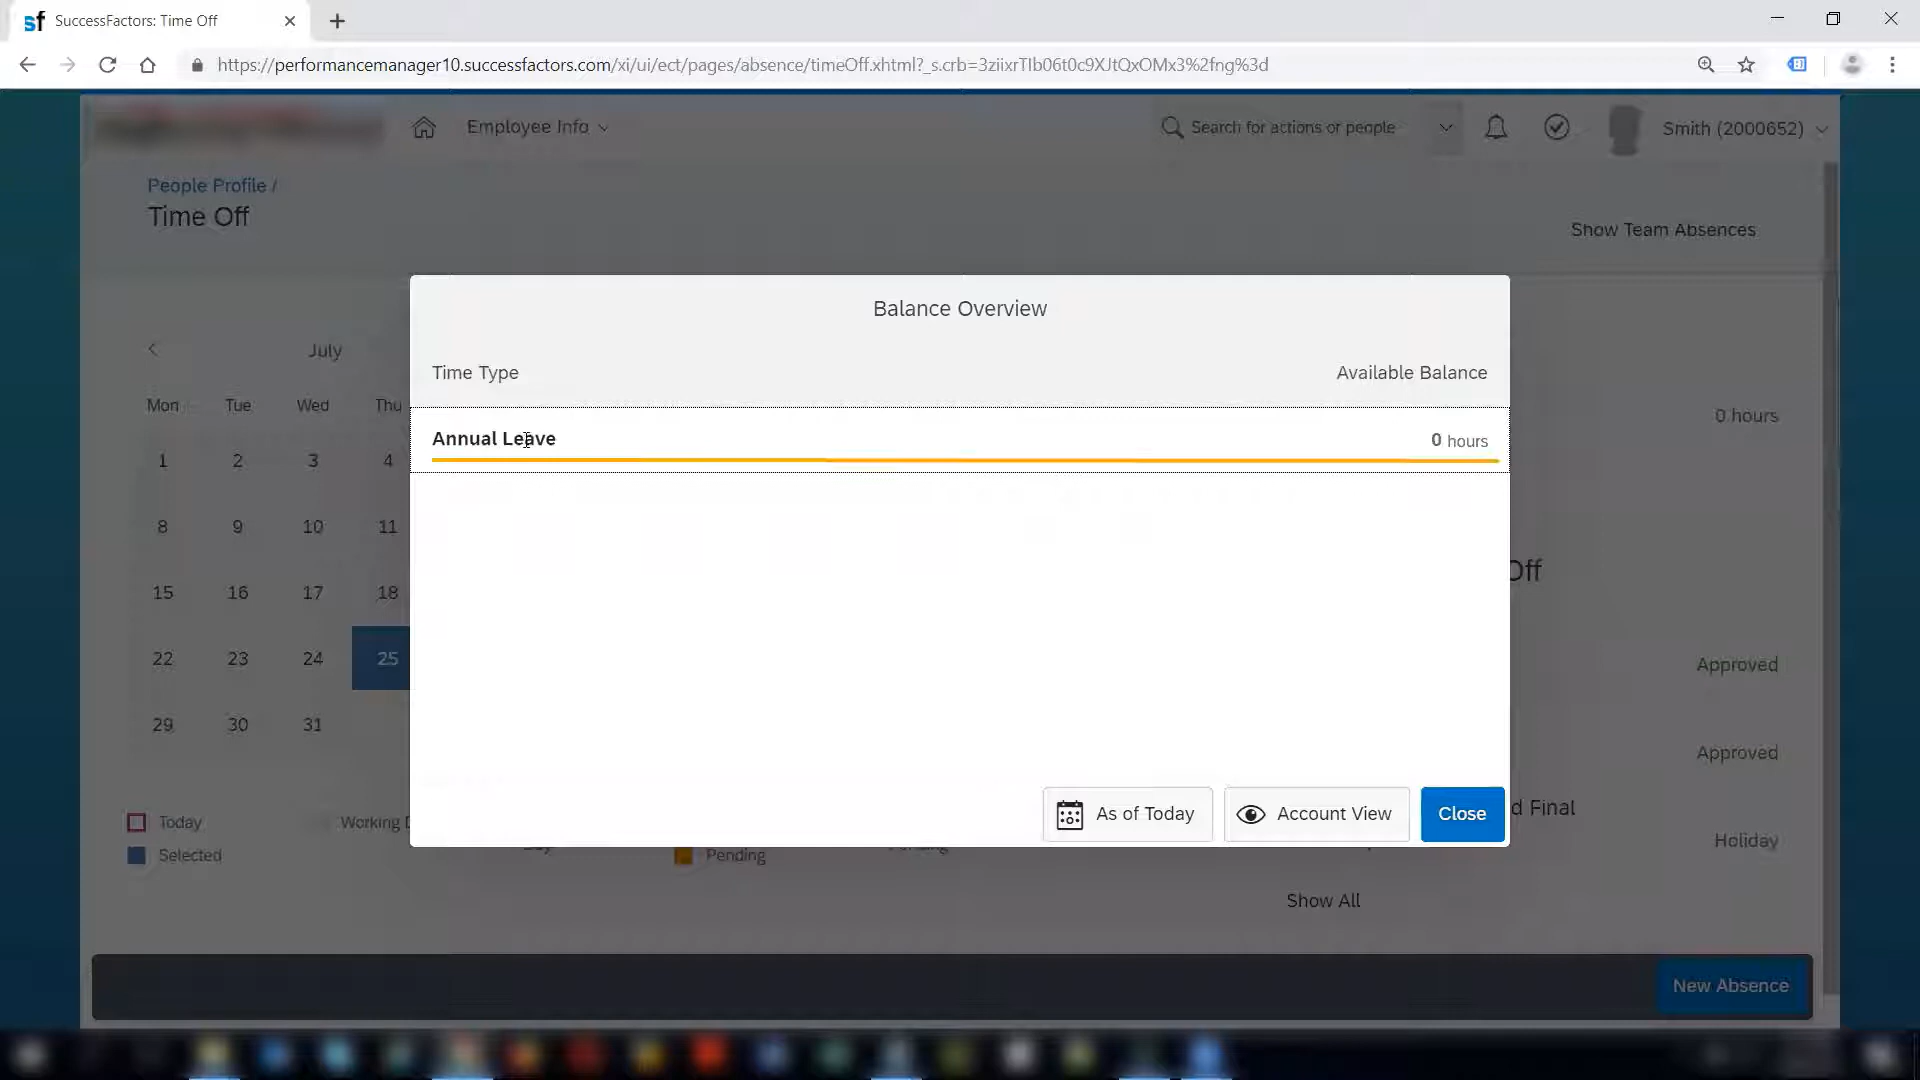 sf SuccessFactors: Time Off
https://performancemanager10.successfactors.com/xi/ui/ect/pages/absence/timeOff.xhtml?_s.crb=3ziixrTIb06t0c9XJtQxOMx3%2fng%3d
Employee Info
Search for actions or people
Smith (2000652)
People Profile /
Time Off
Show Team Absences
Balance Overview
July
Time Type
Available Balance
Mon Tue Wed Thu
0 hours
Annual Leave
0 hours
1 2 3 4
8 9 10 11
Off
15 16 17 18
22 23 24 25
Approved
29 30 31
Approved
As of Today
Account View
Close
d Final
Today
Working D
Holiday
Selected
Pending
Show All
New Absence